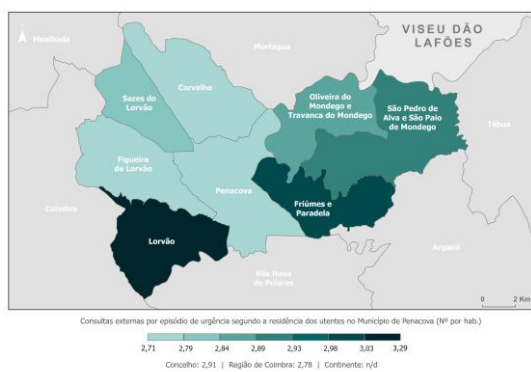 VISEU DÃO
LAFÕES
Mealhada
Mortágua
Carvalho
Sazes do
Lorvão
Oliveira do
Mondego e
Travanca do Mondego
São Pedro de
Alva e São Paio
de Mondego
Tábua
Figueira
de Lorvão
Penacova
Friúmes e
Paradela
Coimbra
Lorvão
Arganil
Vila Nova
de Poiares
0 2 Km
Consultas externas por episódio de urgência segundo a residência dos utentes no Município de Penacova (Nº por hab.)
2,71 2,79 2,84 2,89 2,93 2,98 3,03 3,29
Concelho: 2,91 | Região de Coimbra: 2,78 | Continente: n/d